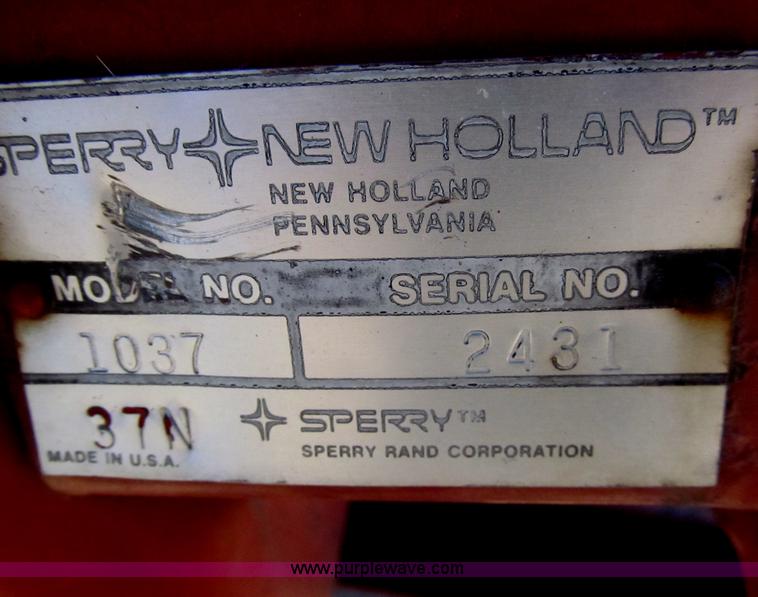 SPERRY NEW HOLLAND™
NEW HOLLAND
PENNSYLVANIA
MODEL NO. SERIAL NO.
1037 2431
37N SPERRY™
MADE IN U.S.A. SPERRY RAND CORPORATION
www.purplewave.com